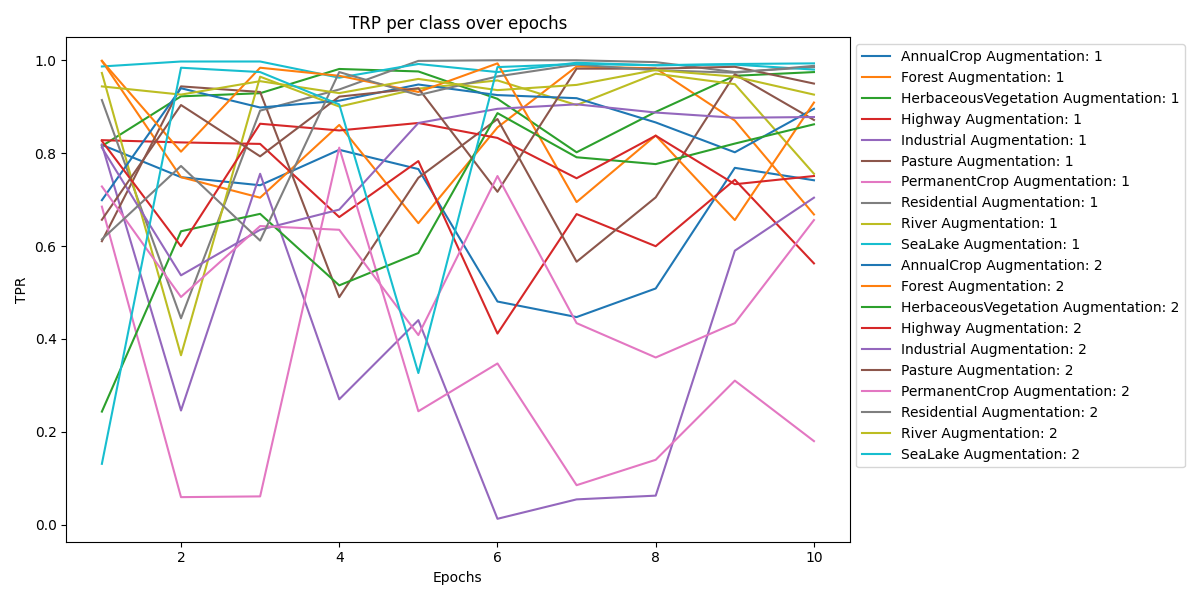 TRP per class over epochs
1.0
0.8
0.6
0.4
0.2
0.0
TPR
2
4
6
8
10
Epochs
AnnualCrop Augmentation: 1
Forest Augmentation: 1
HerbaceousVegetation Augmentation: 1
Highway Augmentation: 1
Industrial Augmentation: 1
Pasture Augmentation: 1
PermanentCrop Augmentation: 1
Residential Augmentation: 1
River Augmentation: 1
SeaLake Augmentation: 1
AnnualCrop Augmentation: 2
Forest Augmentation: 2
HerbaceousVegetation Augmentation: 2
Highway Augmentation: 2
Industrial Augmentation: 2
Pasture Augmentation: 2
PermanentCrop Augmentation: 2
Residential Augmentation: 2
River Augmentation: 2
SeaLake Augmentation: 2